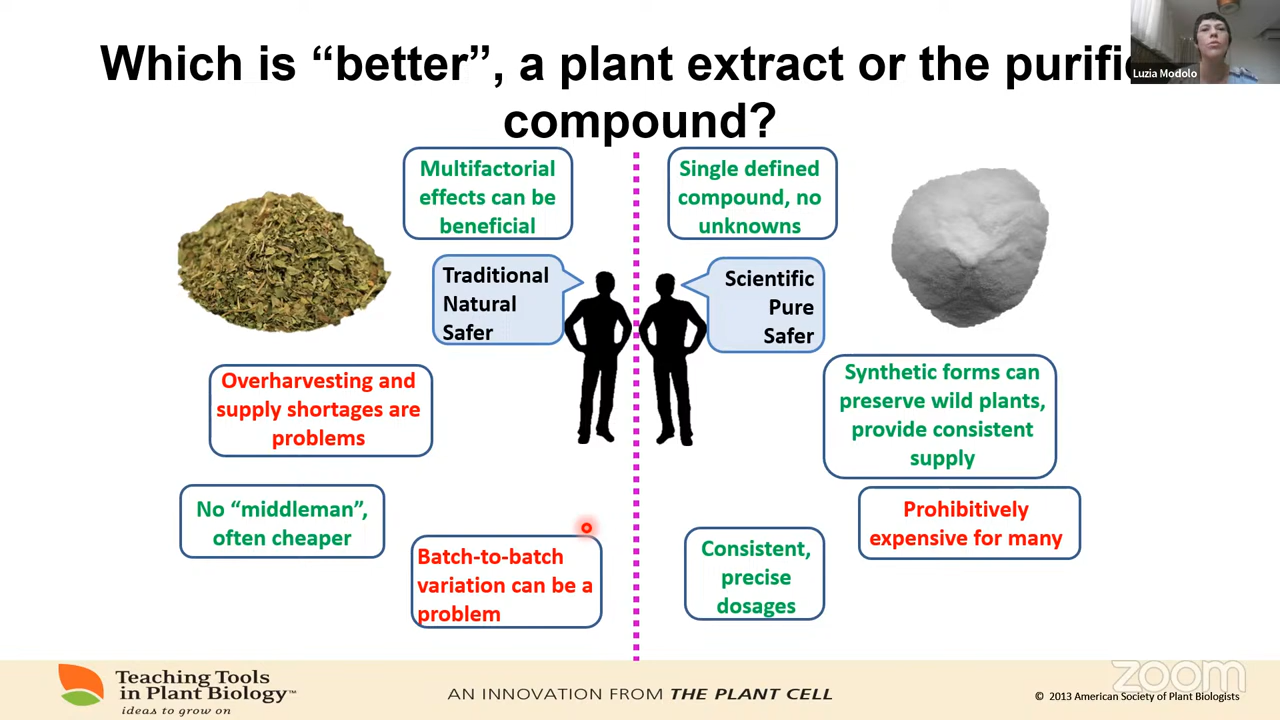 Which is “better”, a plant extract or the
compound?
Luzia Modolo
Multifactorial
effects can be
beneficial
Single defined
compound, no
unknowns
Traditional
Natural
Safer
Scientific
Pure
Safer
Overharvesting and
supply shortages are
problems
Synthetic forms can
preserve wild plants,
provide consistent
supply
No “middleman”,
often cheaper
Prohibitively
expensive for many
Batch-to-batch
variation can be a
problem
Consistent,
precise
dosages
Teaching Tools
in Plant Biology™
ideas to grow on
AN INNOVATION FROM THE PLANT CELL
zoom
© 2013 American Society of Plant Biologists